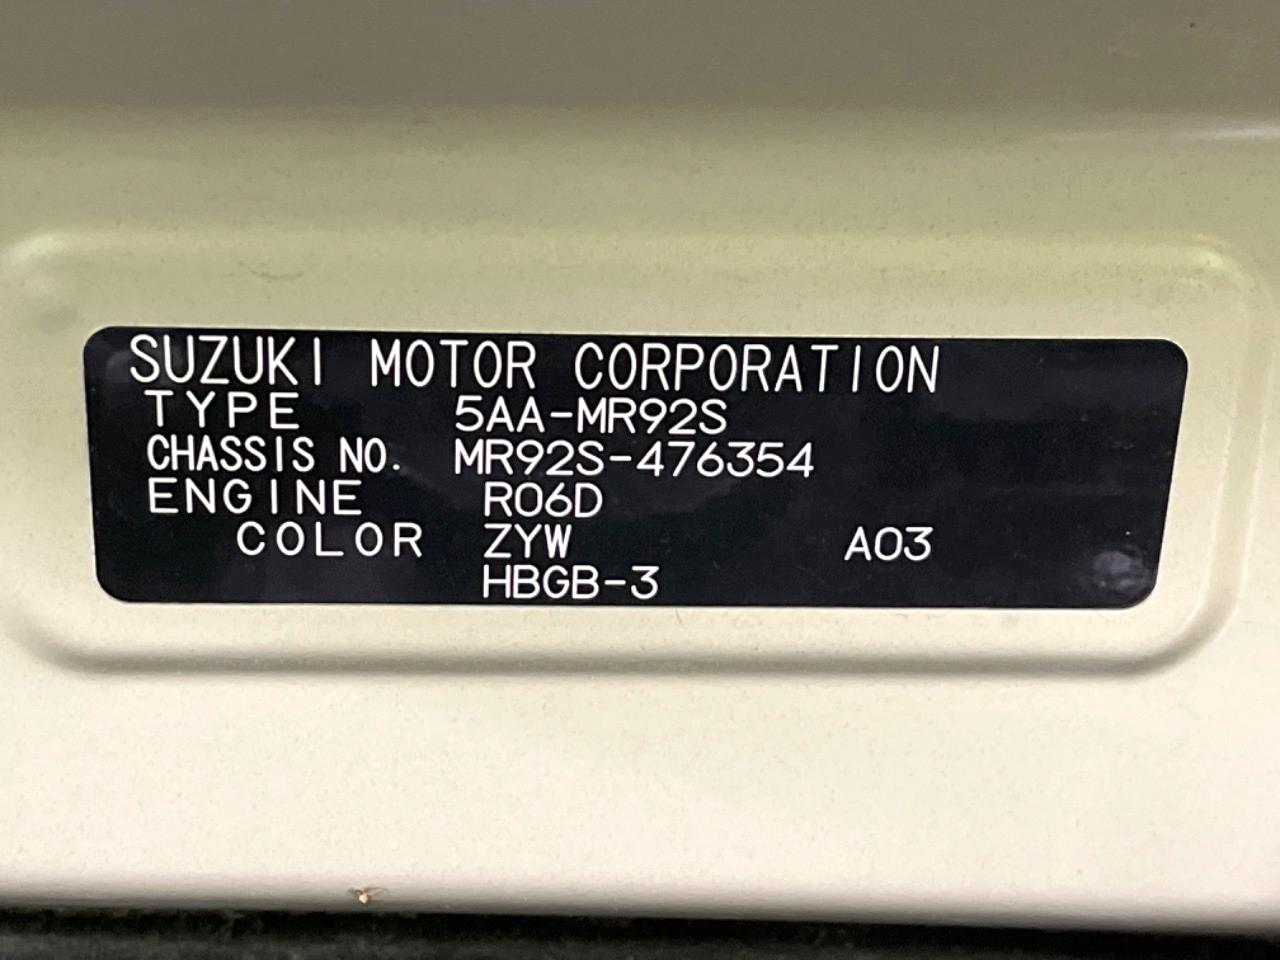 SUZUKI MOTOR CORPORATION
TYPE 5AA-MR92S
CHASSIS NO. MR92S-476354
ENGINE R06D
COLOR ZYW A03
HBGB-3